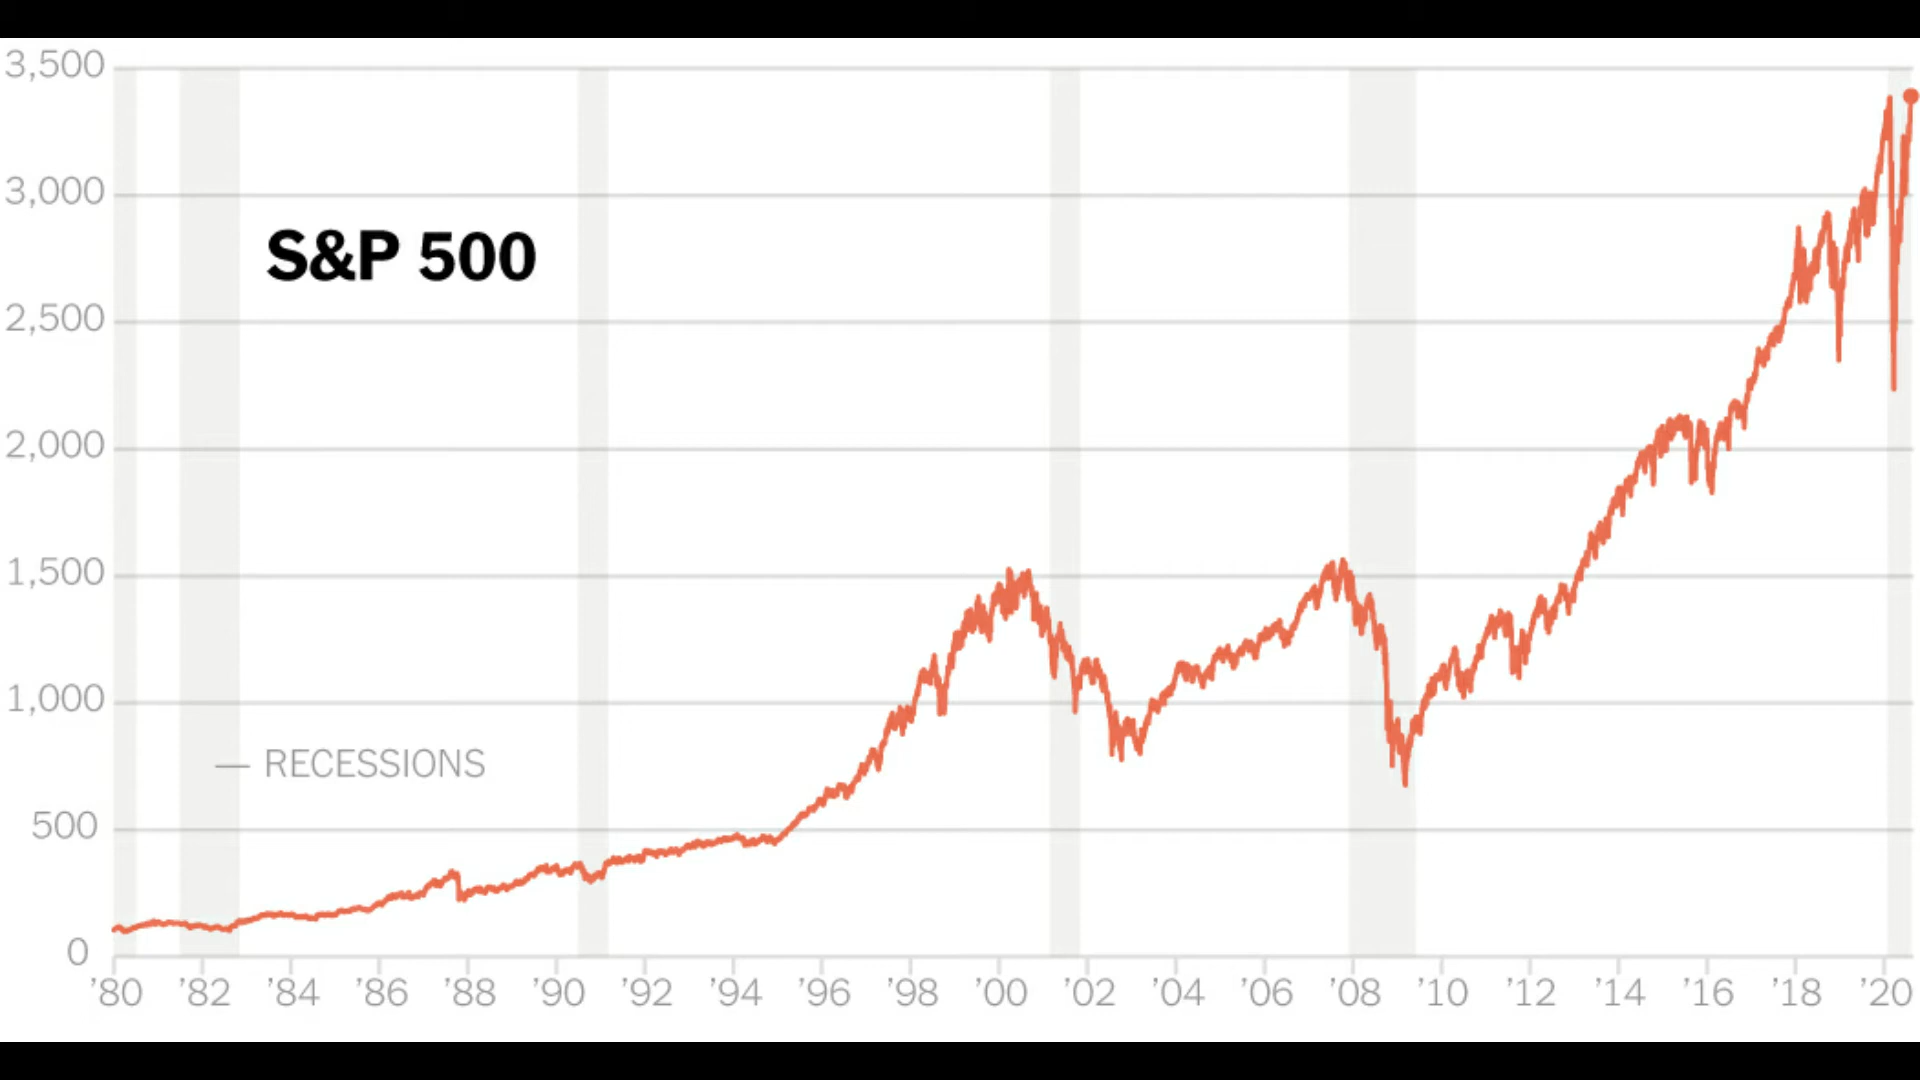 3,500
3,000
S&P 500
2,500
2,000
1,500
1,000
— RECESSIONS
500
0
’80 ’82 ’84 ’86 ’88 ’90 ’92 ’94 ’96 ’98 ’00 ’02 ’04 ’06 ’08 ’10 ’12 ’14 ’16 ’18 ’20